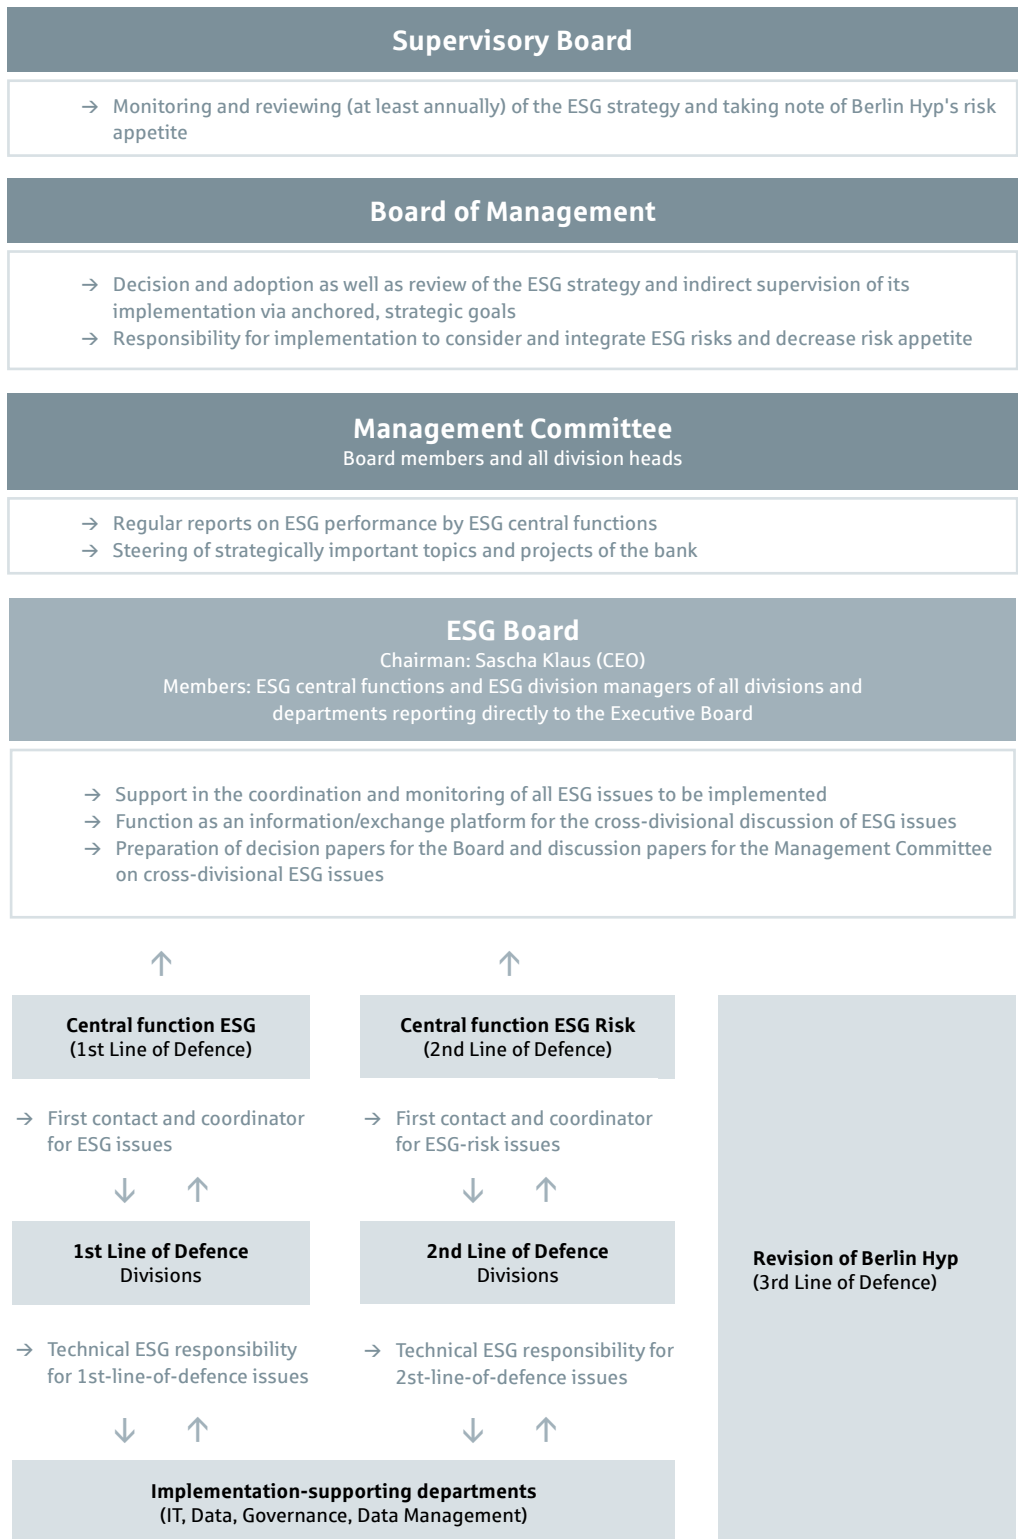 Supervisory Board
→ Monitoring and reviewing (at least annually) of the ESG strategy and taking note of Berlin Hyp's risk
appetite
Board of Management
→ Decision and adoption as well as review of the ESG strategy and indirect supervision of its
implementation via anchored, strategic goals
→ Responsibility for implementation to consider and integrate ESG risks and decrease risk appetite
Management Committee
Board members and all division heads
→ Regular reports on ESG performance by ESG central functions
→ Steering of strategically important topics and projects of the bank
ESG Board
Chairman: Sascha Klaus (CEO)
Members: ESG central functions and ESG division managers of all divisions and
departments reporting directly to the Executive Board
→ Support in the coordination and monitoring of all ESG issues to be implemented
→ Function as an information/exchange platform for the cross-divisional discussion of ESG issues
→ Preparation of decision papers for the Board and discussion papers for the Management Committee
on cross-divisional ESG issues
Central function ESG
(1st Line of Defence)
→ First contact and coordinator
for ESG issues
1st Line of Defence
Divisions
→ Technical ESG responsibility
for 1st-line-of-defence issues
Central function ESG Risk
(2nd Line of Defence)
→ First contact and coordinator
for ESG-risk issues
2nd Line of Defence
Divisions
→ Technical ESG responsibility for
2st-line-of-defence issues
Revision of Berlin Hyp
(3rd Line of Defence)
Implementation-supporting departments
(IT, Data, Governance, Data Management)